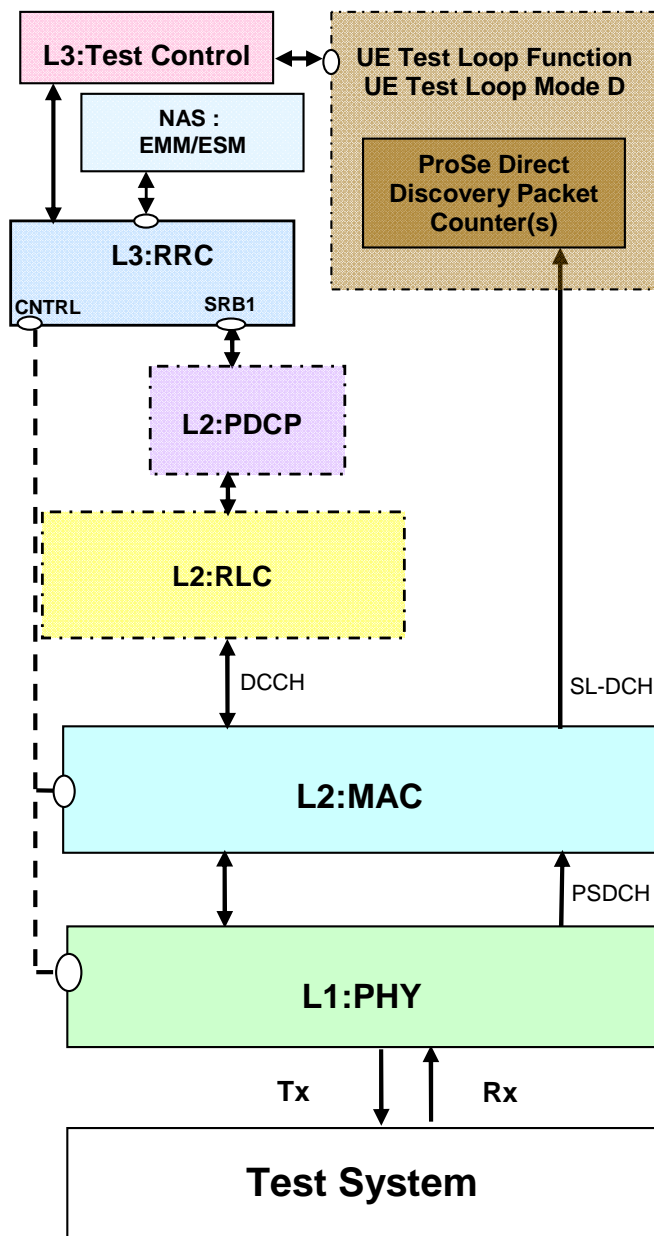 L3:Test Control
UE Test Loop Function
UE Test Loop Mode D
NAS :
EMM/ESM
ProSe Direct
Discovery Packet
Counter(s)
L3:RRC
CNTRL
SRB1
L2:PDCP
L2:RLC
DCCH
SL-DCH
L2:MAC
PSDCH
L1:PHY
Tx
Rx
Test System